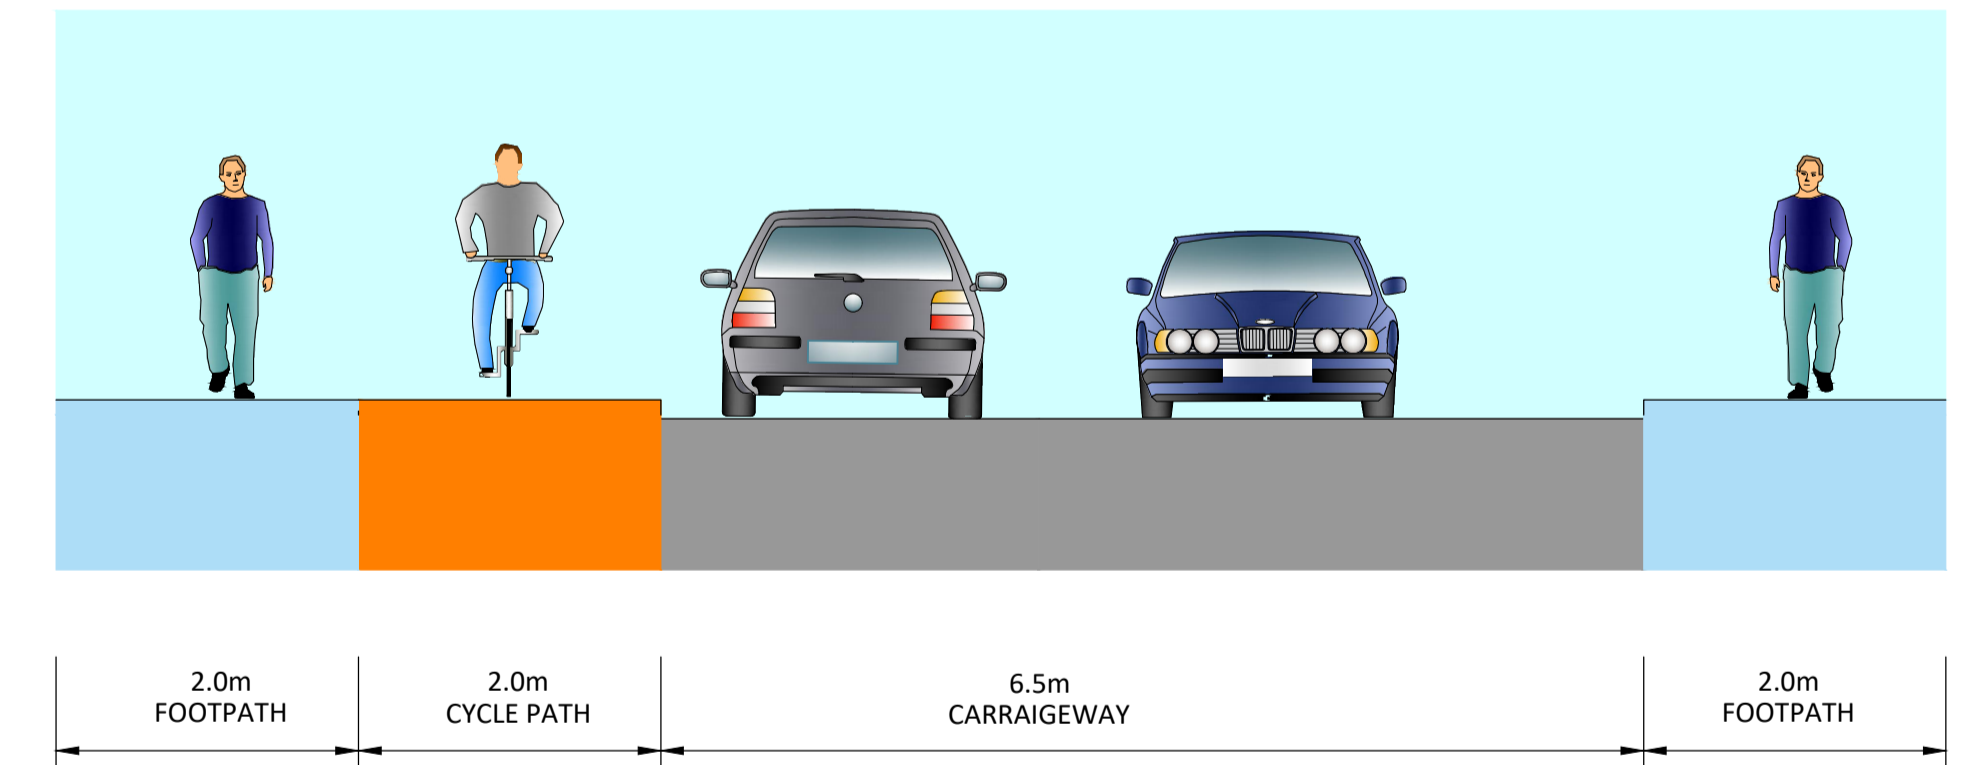 2.0m
FOOTPATH
2.0m
CYCLE PATH
6.5m
CARRAIGEWAY
2.0m
FOOTPATH